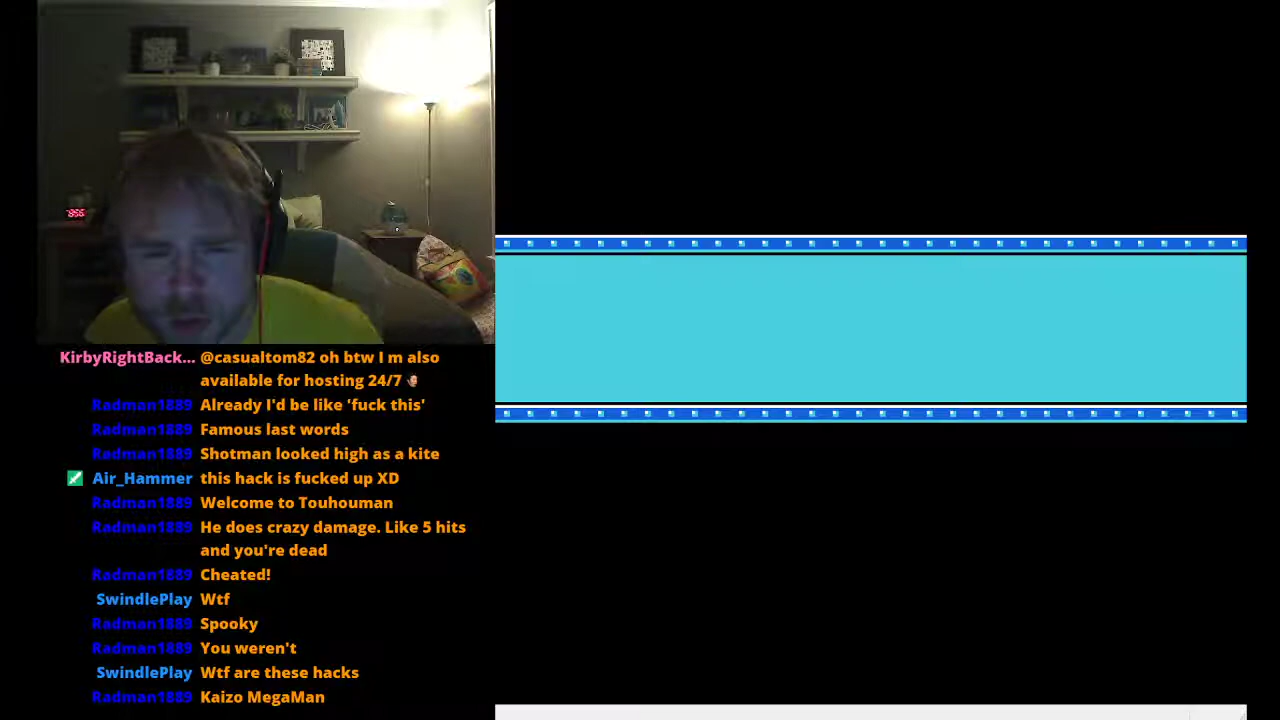 856
KirbyRightBack... @casualtom82 oh btw I m also
available for hosting 24/7
Radman1889 Already I'd be like 'fuck this'
Radman1889 Famous last words
Radman1889 Shotman looked high as a kite
Air_Hammer this hack is fucked up XD
Radman1889 Welcome to Touhouman
Radman1889 He does crazy damage. Like 5 hits
and you're dead
Radman1889 Cheated!
SwindlePlay Wtf
Radman1889 Spooky
Radman1889 You weren't
SwindlePlay Wtf are these hacks
Radman1889 Kaizo MegaMan